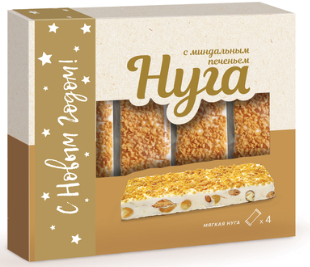 С Новым годом!
с миндальным
печеньем
Нуга
мягкая нуга
x 4